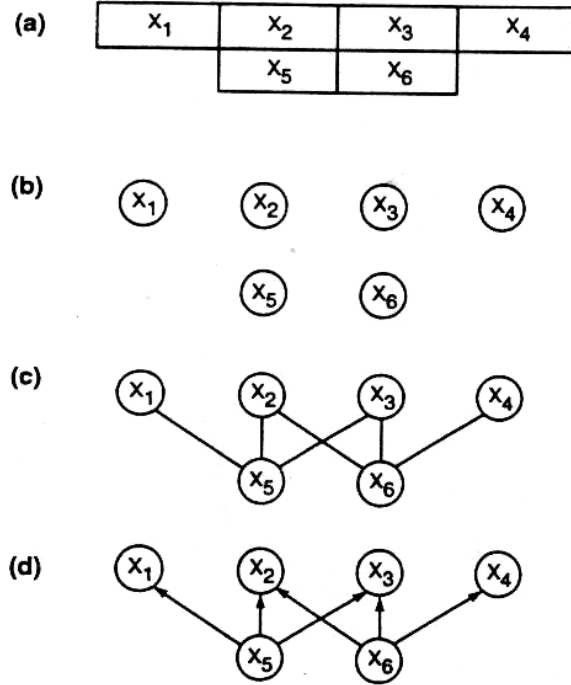 (a) X₁ X₂ X₃ X₄
X₅ X₆
(b) X₁ X₂ X₃ X₄
X₅ X₆
(c) X₁ X₂ X₃ X₄
X₅ X₆
(d) X₁ X₂ X₃ X₄
X₅ X₆